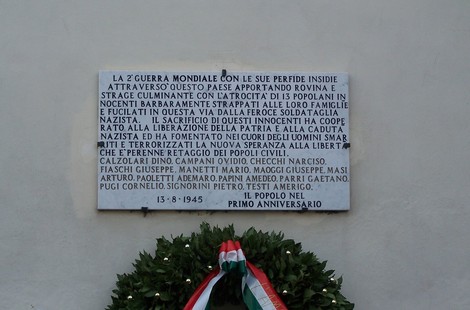 LA 2ª GUERRA MONDIALE CON LE SUE PERFIDE INSIDIE
ATTRAVERSO' QUESTO PAESE APPORTANDO ROVINA E
STRAGE CULMINANTE CON L'ATROCITA' DI 13 POPOLANI IN
NOCENTI BARBARAMENTE STRAPPATI ALLE LORO FAMIGLIE
E FUCILATI IN QUESTA VIA DALLA FEROCE SOLDATAGLIA
NAZISTA. IL SACRIFICIO DI QUESTI INNOCENTI HA COOPE
RATO ALLA LIBERAZIONE DELLA PATRIA E ALLA CADUTA
NAZISTA ED HA FOMENTATO NEI CUORI DEGLI UOMINI SMAR
RITI E TERRORIZZATI LA NUOVA SPERANZA ALLA LIBERTA'
CHE E' PERENNE RETAGGIO DEI POPOLI CIVILI.
CALZOLARI DINO, CAMPANI OVIDIO, CHECCHI NARCISO,
FIASCHI GIUSEPPE, MANETTI MARIO, MAOGGI GIUSEPPE, MASI
ARTURO, PAOLETTI ADEMARO, PAPINI AMEDEO, PARRI GAETANO,
PUGI CORNELIO, SIGNORINI PIETRO, TESTI AMERIGO,
13-8-1945 IL POPOLO NEL
PRIMO ANNIVERSARIO